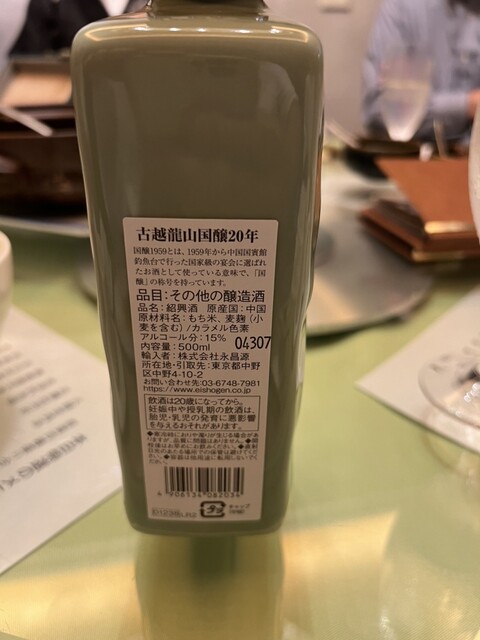 古越龍山国醸20年
国醸1959とは、1959年から中国国賓館
釣魚台で行った国家級の宴会に選ばれ
たお酒として使っている意味で、「国
醸」の称号を持っています。
品目：その他の醸造酒
品名：紹興酒 原産国：中国
原材料名：もち米、麦麹（小
麦を含む）/カラメル色素
アルコール分：15%
内容量：500ml
04307
輸入者：株式会社永昌源
所在地・引取先：東京都中野
区中野4-10-2
お問い合わせ先:03-6748-7981
https://www.eishogen.co.jp
飲酒は20歳になってから。
妊娠中や授乳期の飲酒は、
胎児・乳児の発育に悪影響
を与えるおそれがあります。
4 906134 082034
キャップ